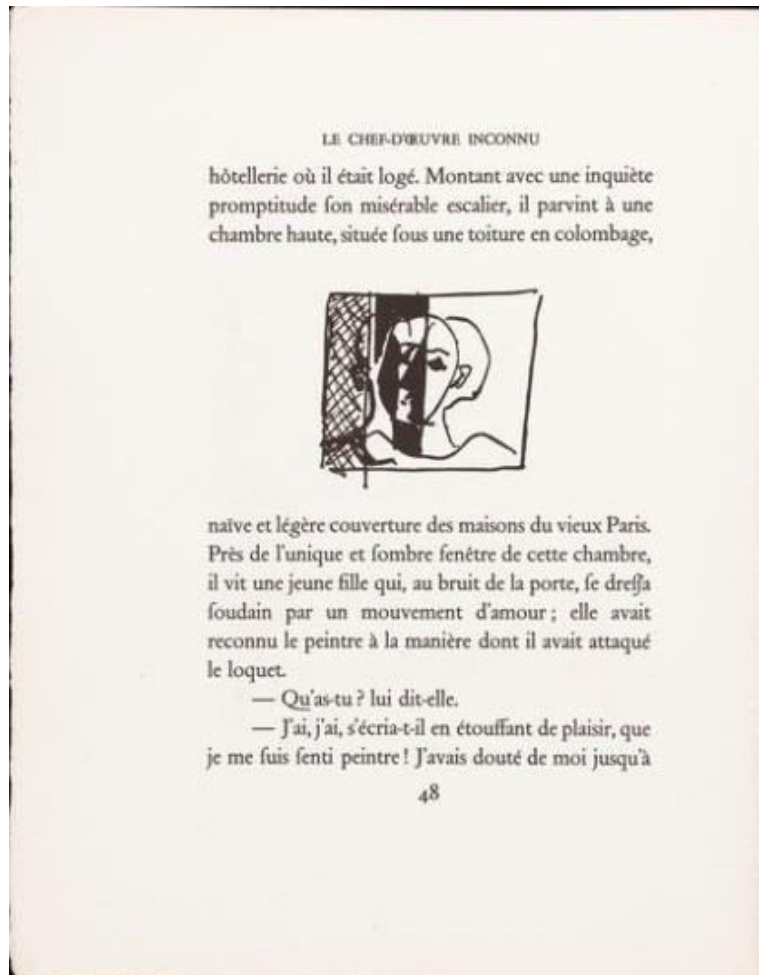 LE CHEF-D'ŒUVRE INCONNU
hôtellerie où il était logé. Montant avec une inquiète
promptitude ſon misérable escalier, il parvint à une
chambre haute, située ſous une toiture en colombage,
naïve et légère couverture des maisons du vieux Paris.
Près de l'unique et ſombre fenêtre de cette chambre,
il vit une jeune fille qui, au bruit de la porte, ſe dreſſa
ſoudain par un mouvement d'amour ; elle avait
reconnu le peintre à la manière dont il avait attaqué
le loquet.
— Qu'as-tu ? lui dit-elle.
— J'ai, j'ai, s'écria-t-il en étouffant de plaisir, que
je me ſuis ſenti peintre ! J'avais douté de moi jusqu'à
48